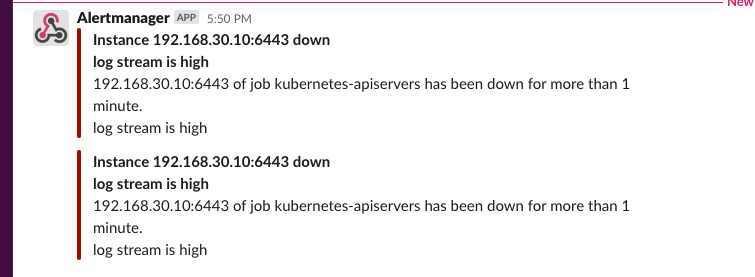 New
Alertmanager APP 5:50 PM
Instance 192.168.30.10:6443 down
log stream is high
192.168.30.10:6443 of job kubernetes-apiservers has been down for more than 1
minute.
log stream is high
Instance 192.168.30.10:6443 down
log stream is high
192.168.30.10:6443 of job kubernetes-apiservers has been down for more than 1
minute.
log stream is high